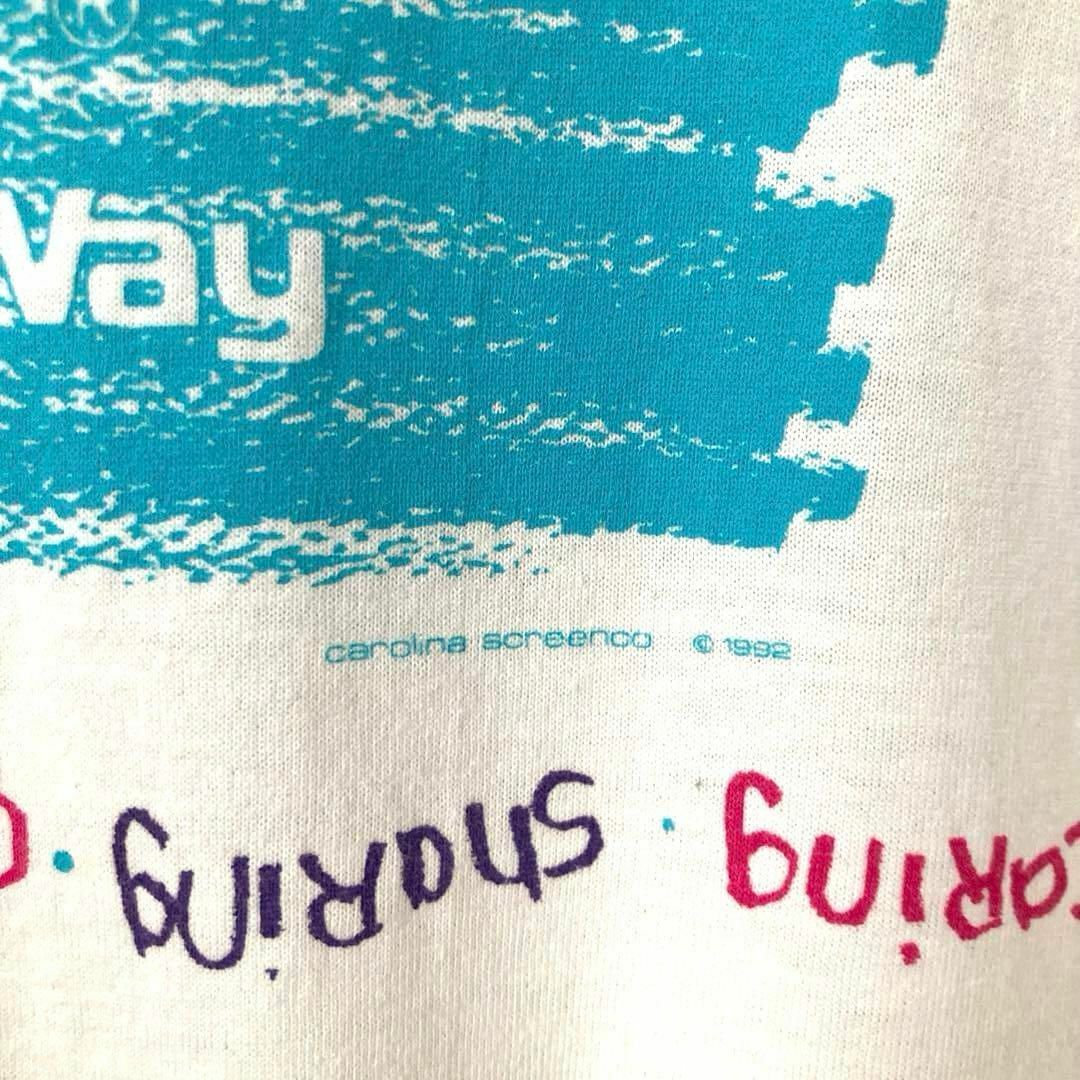 Way
carolina screenco © 1992
shaRing · caRing